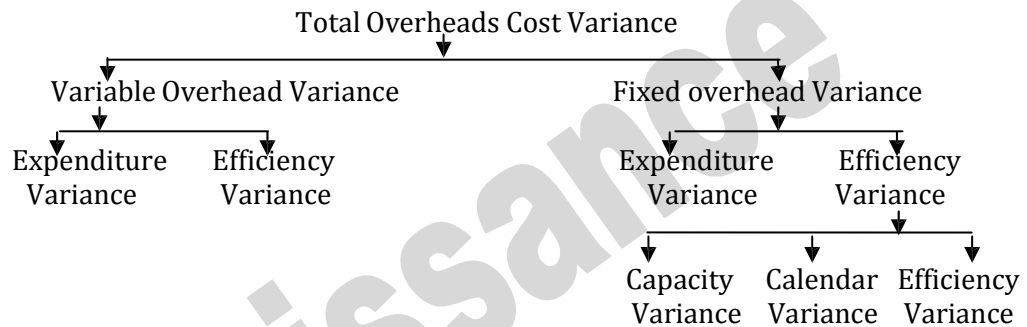 Total Overheads Cost Variance
Variable Overhead Variance Fixed overhead Variance
Expenditure Efficiency Expenditure Efficiency
Variance Variance Variance Variance
Capacity Calendar Efficiency
Variance Variance Variance
issance